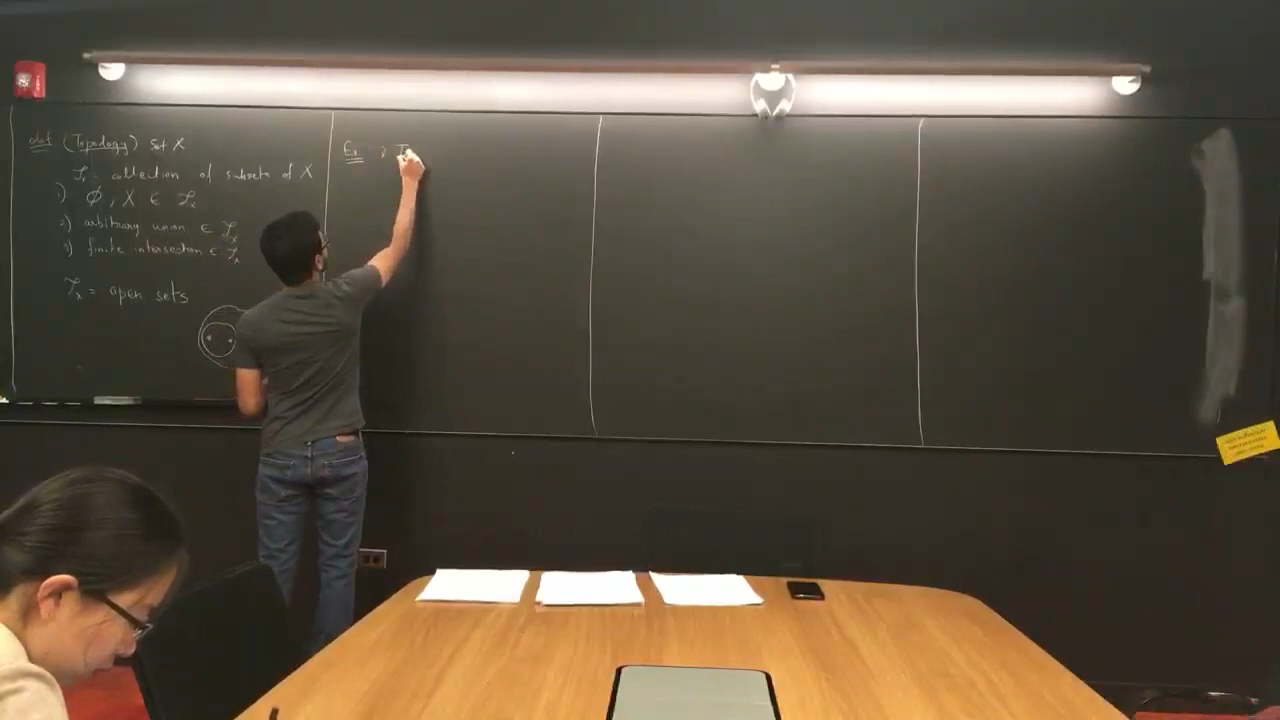 def (Topology) Set X
𝒯ₓ = collection of subsets of X
1) ∅, X ∈ 𝒯ₓ
2) arbitrary union ∈ 𝒯ₓ
3) finite intersection ∈ 𝒯ₓ
𝒯ₓ = open sets
Ex